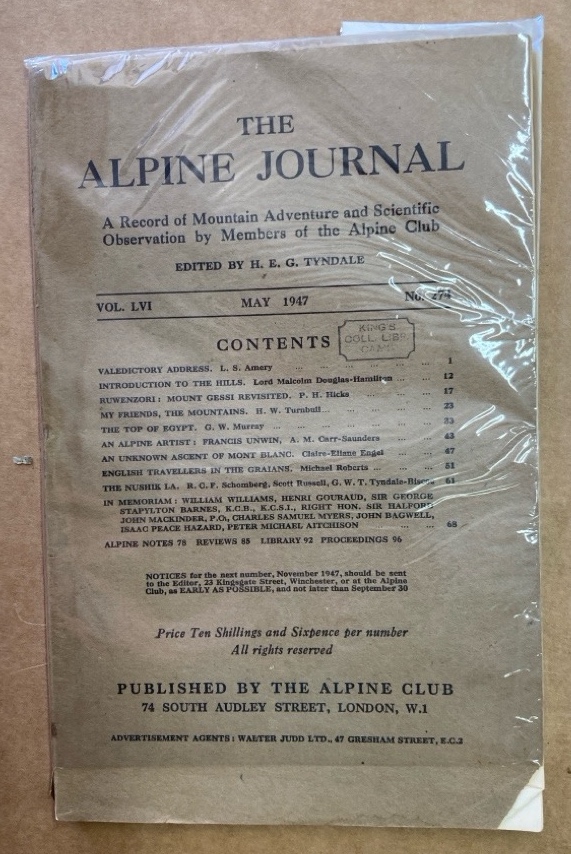 THE
ALPINE JOURNAL
A Record of Mountain Adventure and Scientific
Observation by Members of the Alpine Club
EDITED BY H. E. G. TYNDALE
VOL. LVI MAY 1947 No. 274
CONTENTS
KING'S
COLL. LIBR.
CAMB.
VALEDICTORY ADDRESS. L. S. Amery ... ... ... ... ... 1
INTRODUCTION TO THE HILLS. Lord Malcolm Douglas-Hamilton ... ... 12
RUWENZORI: MOUNT GESSI REVISITED. P. H. Hicks ... ... ... 17
MY FRIENDS, THE MOUNTAINS. H. W. Turnbull ... ... ... ... 23
THE TOP OF EGYPT. G. W. Murray ... ... ... ... ... 33
AN ALPINE ARTIST: FRANCIS UNWIN, A. M. Carr-Saunders ... ... 43
AN UNKNOWN ASCENT OF MONT BLANC. Claire-Eliane Engel ... ... 47
ENGLISH TRAVELLERS IN THE GRAIANS. Michael Roberts ... ... ... 51
THE NUSHIK LA. R. C. F. Schomberg, Scott Russell, G. W. T. Tyndale-Biscoe 61
IN MEMORIAM: WILLIAM WILLIAMS, HENRI GOURAUD, SIR GEORGE
STAPYLTON BARNES, K.C.B., K.C.S.I., RIGHT HON. SIR HALFORD
JOHN MACKINDER, P.C., CHARLES SAMUEL MYERS, JOHN BAGWELL,
ISAAC PEACE HAZARD, PETER MICHAEL AITCHISON ... ... 68
ALPINE NOTES 78 REVIEWS 85 LIBRARY 92 PROCEEDINGS 96
NOTICES for the next number, November 1947, should be sent
to the Editor, 23 Kingsgate Street, Winchester, or at the Alpine
Club, as EARLY AS POSSIBLE, and not later than September 30
Price Ten Shillings and Sixpence per number
All rights reserved
PUBLISHED BY THE ALPINE CLUB
74 SOUTH AUDLEY STREET, LONDON, W.1
ADVERTISEMENT AGENTS: WALTER JUDD LTD., 47 GRESHAM STREET, E.C.2